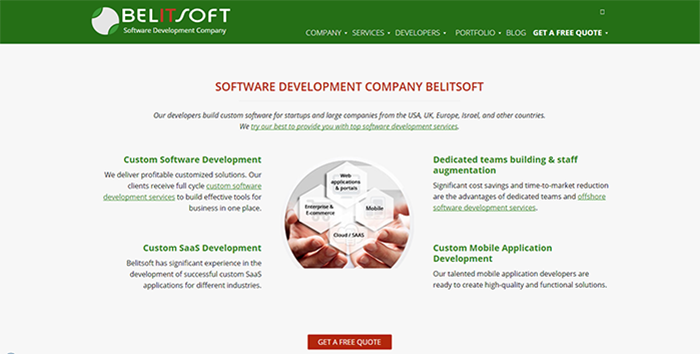 BELITSOFT
Software Development Company
COMPANY SERVICES DEVELOPERS PORTFOLIO BLOG GET A FREE QUOTE
SOFTWARE DEVELOPMENT COMPANY BELITSOFT
Our developers build custom software for startups and large companies from the USA, UK, Europe, Israel, and other countries.
We try our best to provide you with top software development services.
Custom Software Development
We deliver profitable customized solutions. Our
clients receive full cycle custom software
development services to build effective tools for
business in one place.
Custom SaaS Development
Belitsoft has significant experience in the
development of successful custom SaaS
applications for different industries.
Web
applications
& portals
Enterprise &
E-commerce
Mobile
Cloud / SAAS
Dedicated teams building & staff
augmentation
Significant cost savings and time-to-market reduction
are the advantages of dedicated teams and offshore
software development services.
Custom Mobile Application
Development
Our talented mobile application developers are
ready to create high-quality and functional solutions.
GET A FREE QUOTE